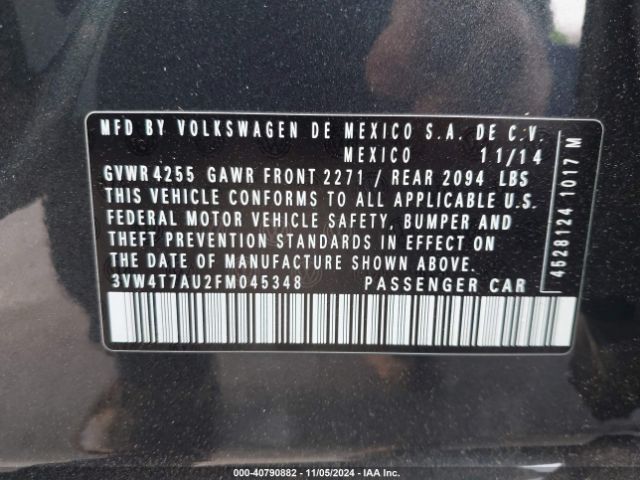 MFD BY VOLKSWAGEN DE MEXICO S.A. DE C.V.
MEXICO 11/14
GVWR 4255 GAWR FRONT 2271 / REAR 2094 LBS
THIS VEHICLE CONFORMS TO ALL APPLICABLE U.S.
FEDERAL MOTOR VEHICLE SAFETY, BUMPER AND
THEFT PREVENTION STANDARDS IN EFFECT ON
THE DATE OF MANUFACTURE SHOWN ABOVE.
3VW4T7AU2FM045348 PASSENGER CAR
4528124 1017 M
000-40790882 - 11/05/2024 - IAA Inc.